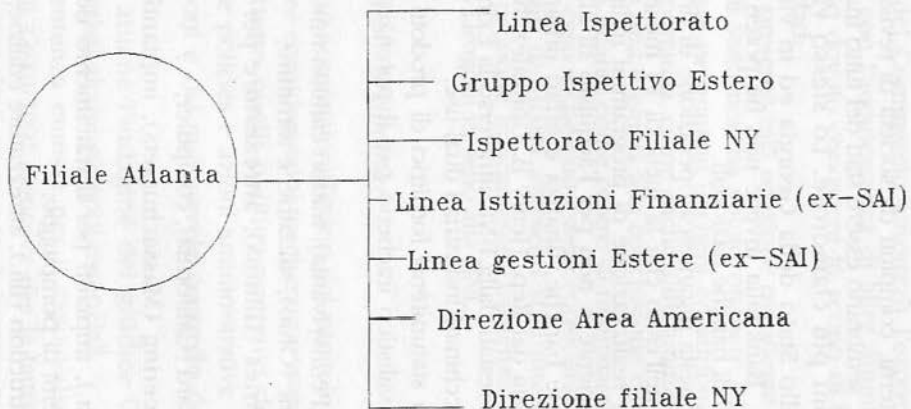 Linea Ispettorato
Gruppo Ispettivo Estero
Ispettorato Filiale NY
Filiale Atlanta
Linea Istituzioni Finanziarie (ex-SAI)
Linea gestioni Estere (ex-SAI)
Direzione Area Americana
Direzione filiale NY